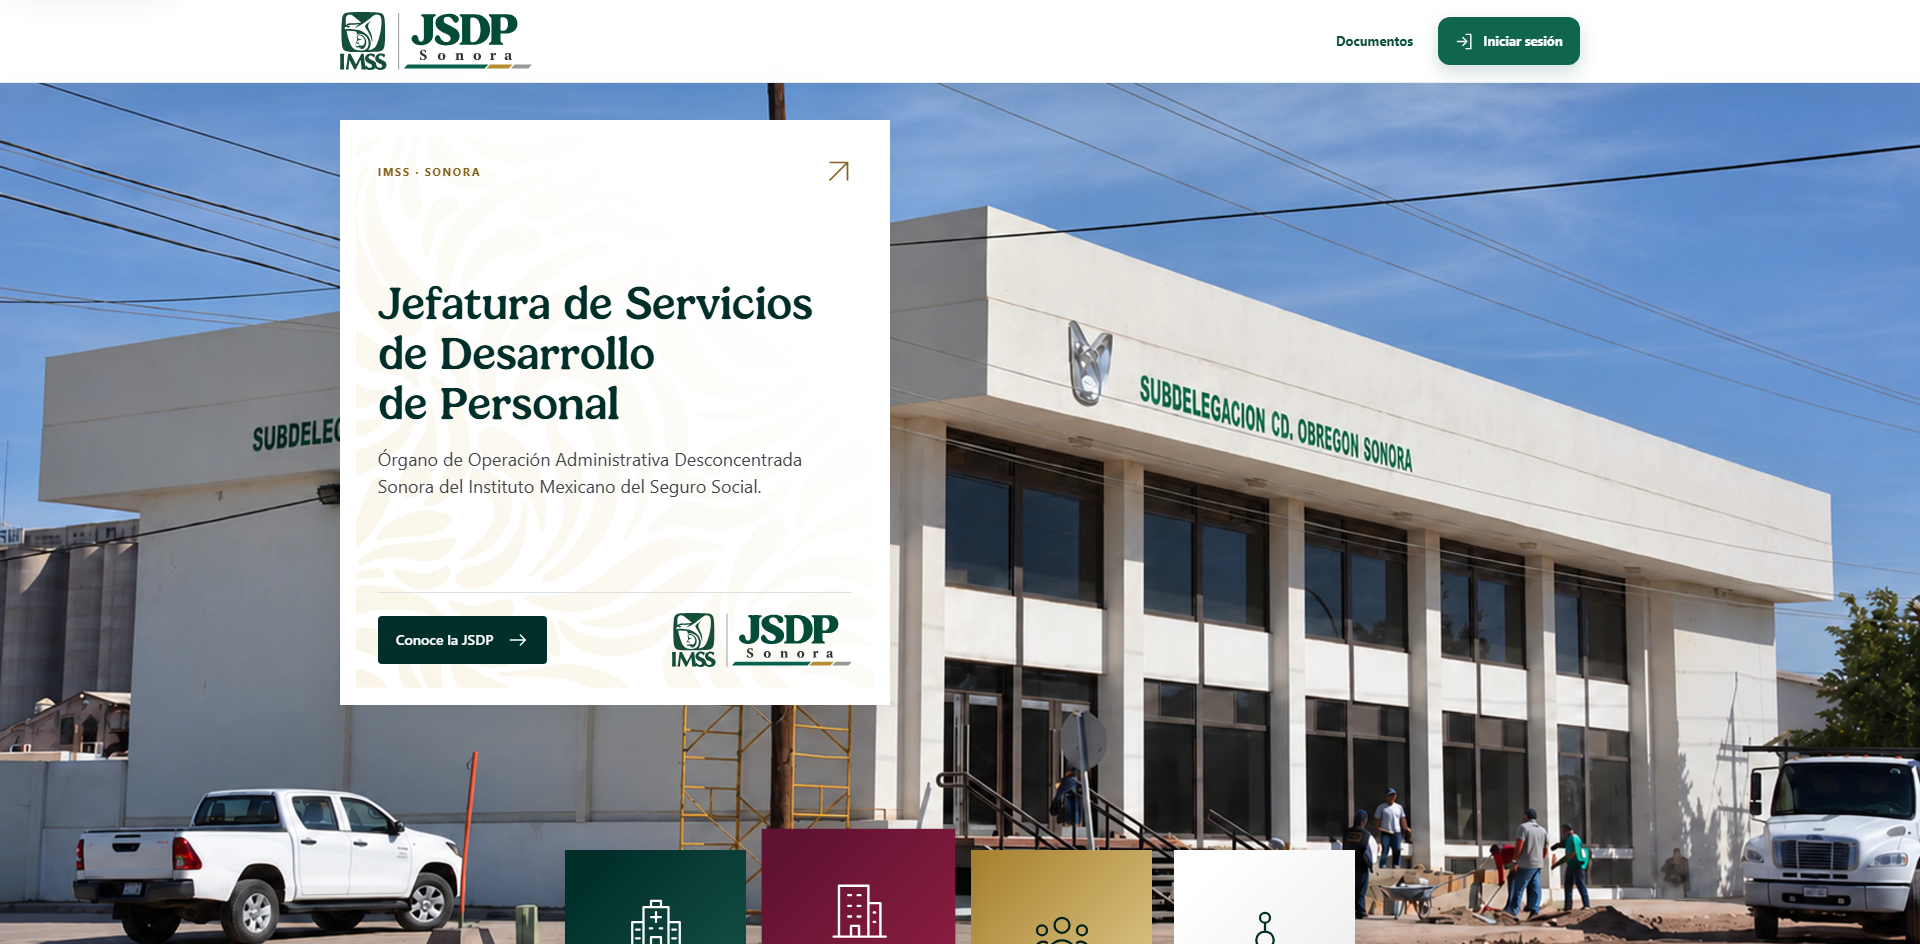 IMSS
JSDP
Sonora
Documentos
Iniciar sesión
IMSS · SONORA
Jefatura de Servicios
de Desarrollo
de Personal
Órgano de Operación Administrativa Desconcentrada
Sonora del Instituto Mexicano del Seguro Social.
Conoce la JSDP
IMSS
JSDP
Sonora
SUBDELEG
SUBDELEGACION CD. OBREGON SONORA